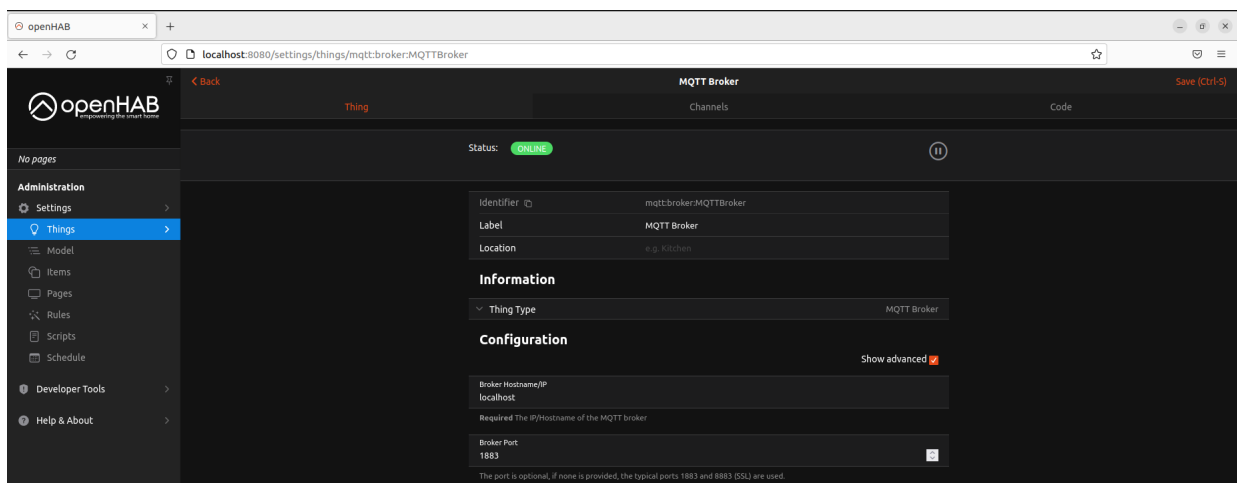 openHAB
localhost:8080/settings/things/mqtt:broker:MQTTBroker
openHAB
empowering the smart home
Back
MQTT Broker
Save (Ctrl-S)
Thing
Channels
Code
No pages
Administration
Settings
Things
Model
Items
Pages
Rules
Scripts
Schedule
Developer Tools
Help & About
Status: ONLINE
Identifier mqtt:broker:MQTTBroker
Label MQTT Broker
Location e.g. Kitchen
Information
Thing Type MQTT Broker
Configuration
Show advanced
Broker Hostname/IP
localhost
Required The IP/Hostname of the MQTT broker
Broker Port
1883
The port is optional, if none is provided, the typical ports 1883 and 8883 (SSL) are used.